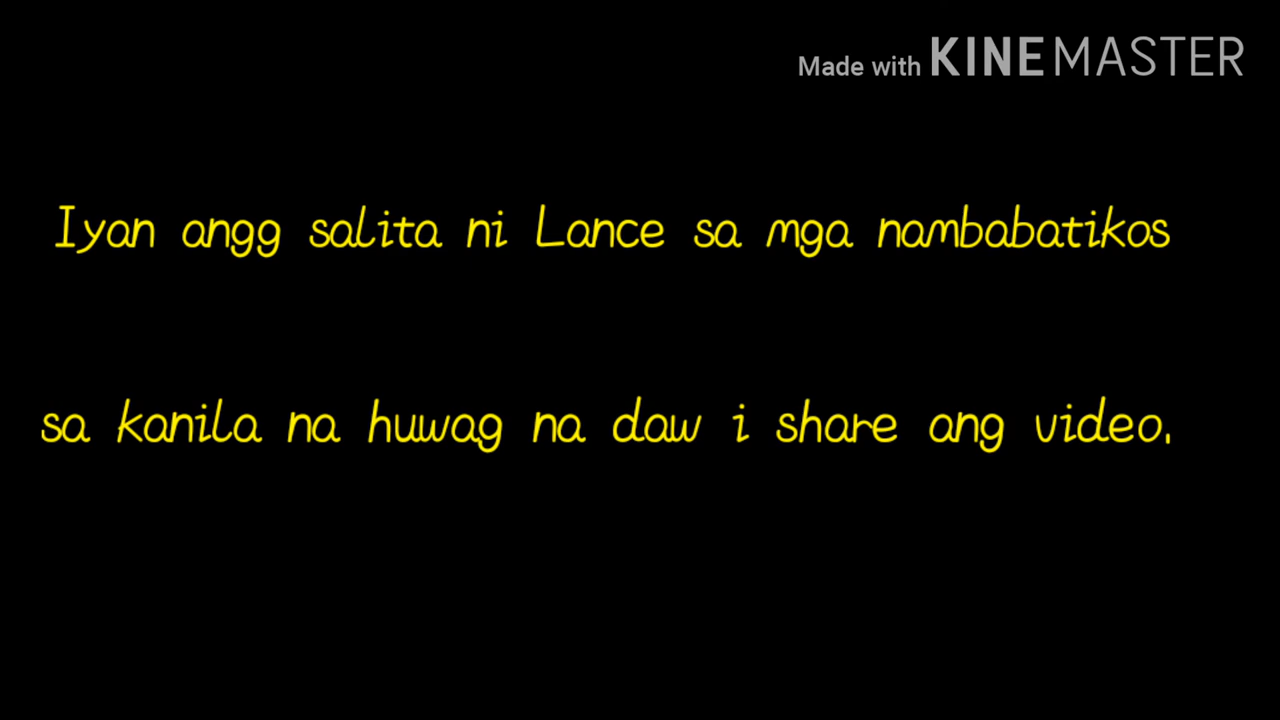 Made with KINEMASTER
Iyan angg salita ni Lance sa mga nambabatikos
sa kanila na huwag na daw i share ang video.